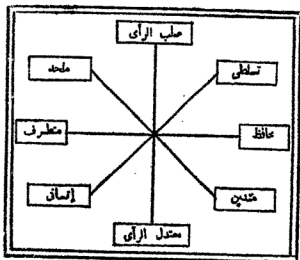 صلب الرأى
ملحد
تسلطى
متطرف
محافظ
إنسانى
متدين
معتدل الرأى